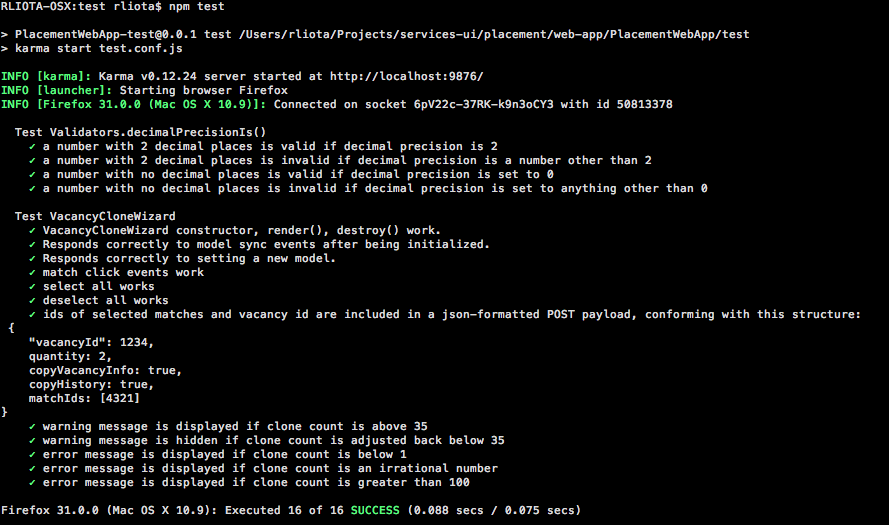 RLIOTA-OSX:test rliota$ npm test
> PlacementWebApp-test@0.0.1 test /Users/rliota/Projects/services-ui/placement/web-app/PlacementWebApp/test
> karma start test.conf.js
INFO [karma]: Karma v0.12.24 server started at http://localhost:9876/
INFO [launcher]: Starting browser Firefox
INFO [Firefox 31.0.0 (Mac OS X 10.9)]: Connected on socket 6pV22c-37RK-k9n3oCY3 with id 50813378
Test Validators.decimalPrecisionIs()
✓ a number with 2 decimal places is valid if decimal precision is 2
✓ a number with 2 decimal places is invalid if decimal precision is a number other than 2
✓ a number with no decimal places is valid if decimal precision is set to 0
✓ a number with no decimal places is invalid if decimal precision is set to anything other than 0
Test VacancyCloneWizard
✓ VacancyCloneWizard constructor, render(), destroy() work.
✓ Responds correctly to model sync events after being initialized.
✓ Responds correctly to setting a new model.
✓ match click events work
✓ select all works
✓ deselect all works
✓ ids of selected matches and vacancy id are included in a json-formatted POST payload, conforming with this structure:
{
"vacancyId": 1234,
quantity: 2,
copyVacancyInfo: true,
copyHistory: true,
matchIds: [4321]
}
✓ warning message is displayed if clone count is above 35
✓ warning message is hidden if clone count is adjusted back below 35
✓ error message is displayed if clone count is below 1
✓ error message is displayed if clone count is an irrational number
✓ error message is displayed if clone count is greater than 100
Firefox 31.0.0 (Mac OS X 10.9): Executed 16 of 16 SUCCESS (0.088 secs / 0.075 secs)